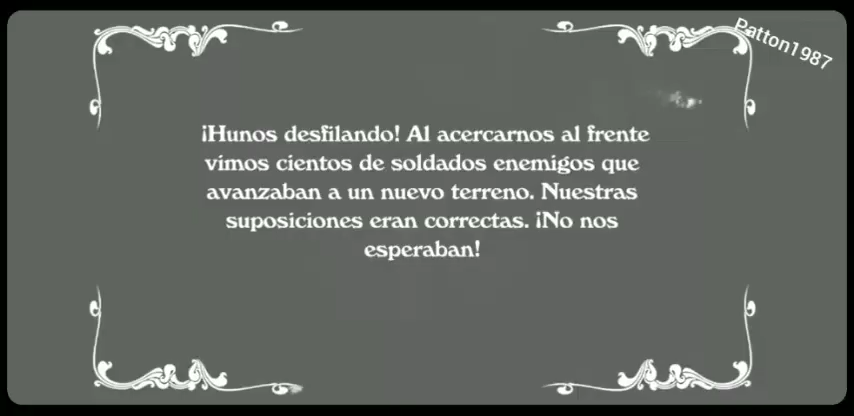 Patton1987
¡Hunos desfilando! Al acercarnos al frente
vimos cientos de soldados enemigos que
avanzaban a un nuevo terreno. Nuestras
suposiciones eran correctas. ¡No nos
esperaban!